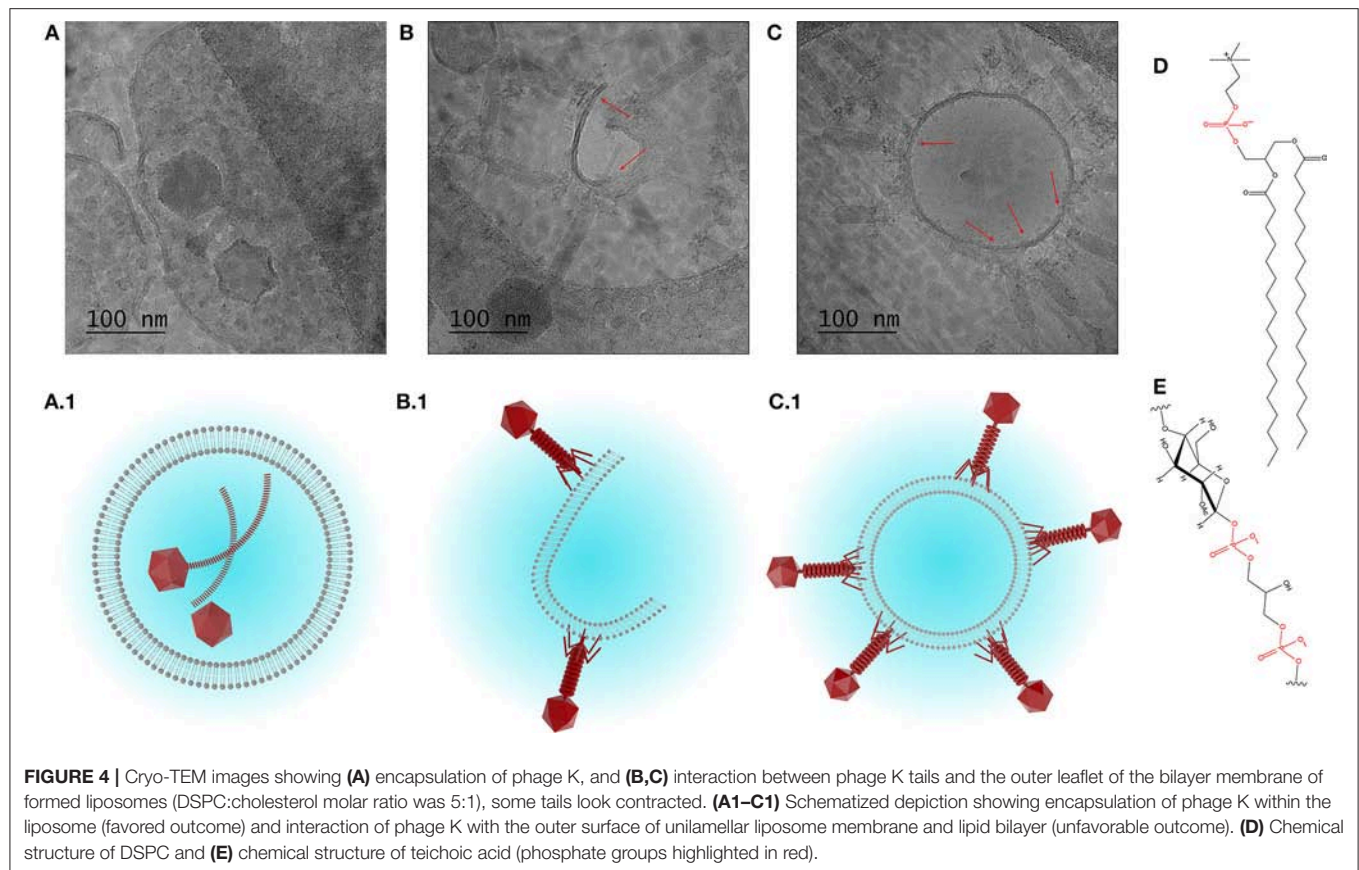 A
B
C
D
100 nm
100 nm
100 nm
A.1
B.1
C.1
E
FIGURE 4 | Cryo-TEM images showing (A) encapsulation of phage K, and (B,C) interaction between phage K tails and the outer leaflet of the bilayer membrane of
formed liposomes (DSPC:cholesterol molar ratio was 5:1), some tails look contracted. (A1–C1) Schematized depiction showing encapsulation of phage K within the
liposome (favored outcome) and interaction of phage K with the outer surface of unilamellar liposome membrane and lipid bilayer (unfavorable outcome). (D) Chemical
structure of DSPC and (E) chemical structure of teichoic acid (phosphate groups highlighted in red).